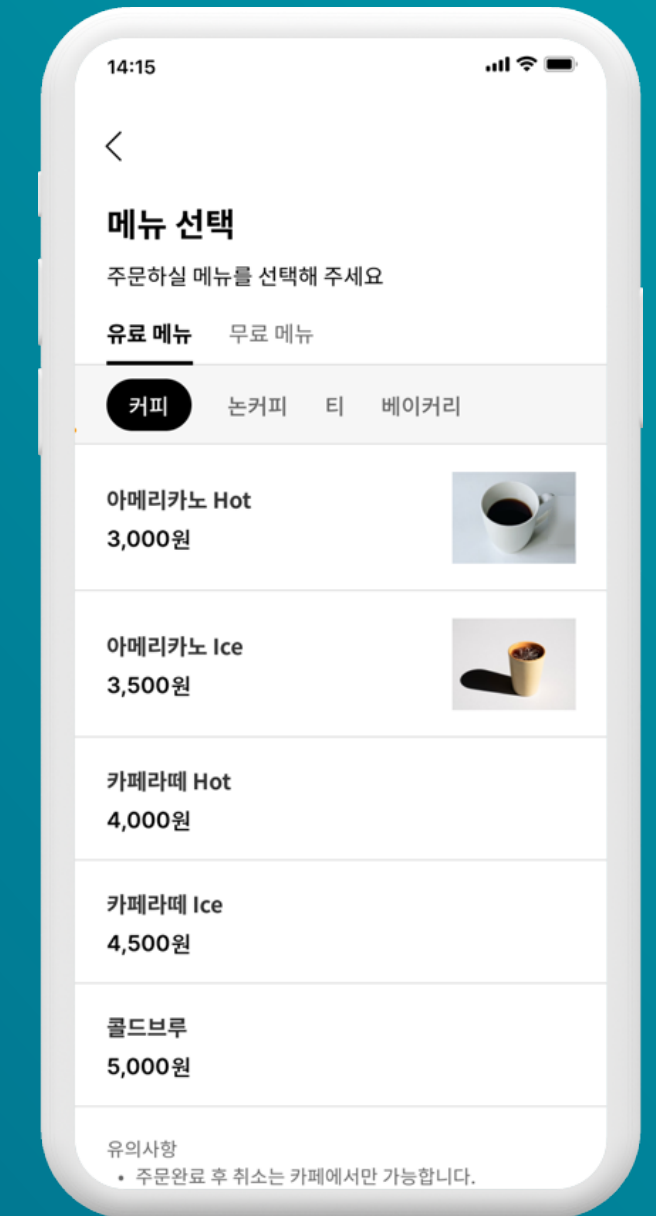 14:15
메뉴 선택
주문하실 메뉴를 선택해 주세요
유료 메뉴 무료 메뉴
커피 논커피 티 베이커리
아메리카노 Hot
3,000원
아메리카노 Ice
3,500원
카페라떼 Hot
4,000원
카페라떼 Ice
4,500원
콜드브루
5,000원
유의사항
• 주문완료 후 취소는 카페에서만 가능합니다.